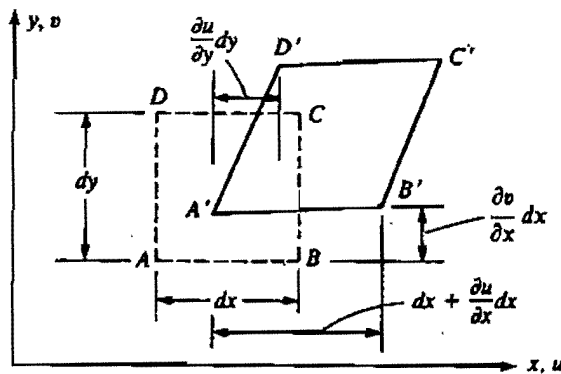 y, v
∂u/∂y dy
D'
C'
D
C
dy
A'
B'
∂v/∂x dx
A
B
dx
dx + ∂u/∂x dx
x, u